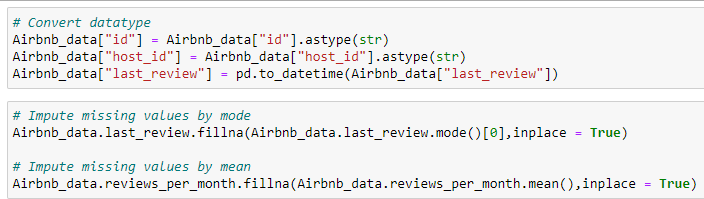 # Convert datatype
Airbnb_data["id"] = Airbnb_data["id"].astype(str)
Airbnb_data["host_id"] = Airbnb_data["host_id"].astype(str)
Airbnb_data["last_review"] = pd.to_datetime(Airbnb_data["last_review"])
# Impute missing values by mode
Airbnb_data.last_review.fillna(Airbnb_data.last_review.mode()[0],inplace = True)
# Impute missing values by mean
Airbnb_data.reviews_per_month.fillna(Airbnb_data.reviews_per_month.mean(),inplace = True)